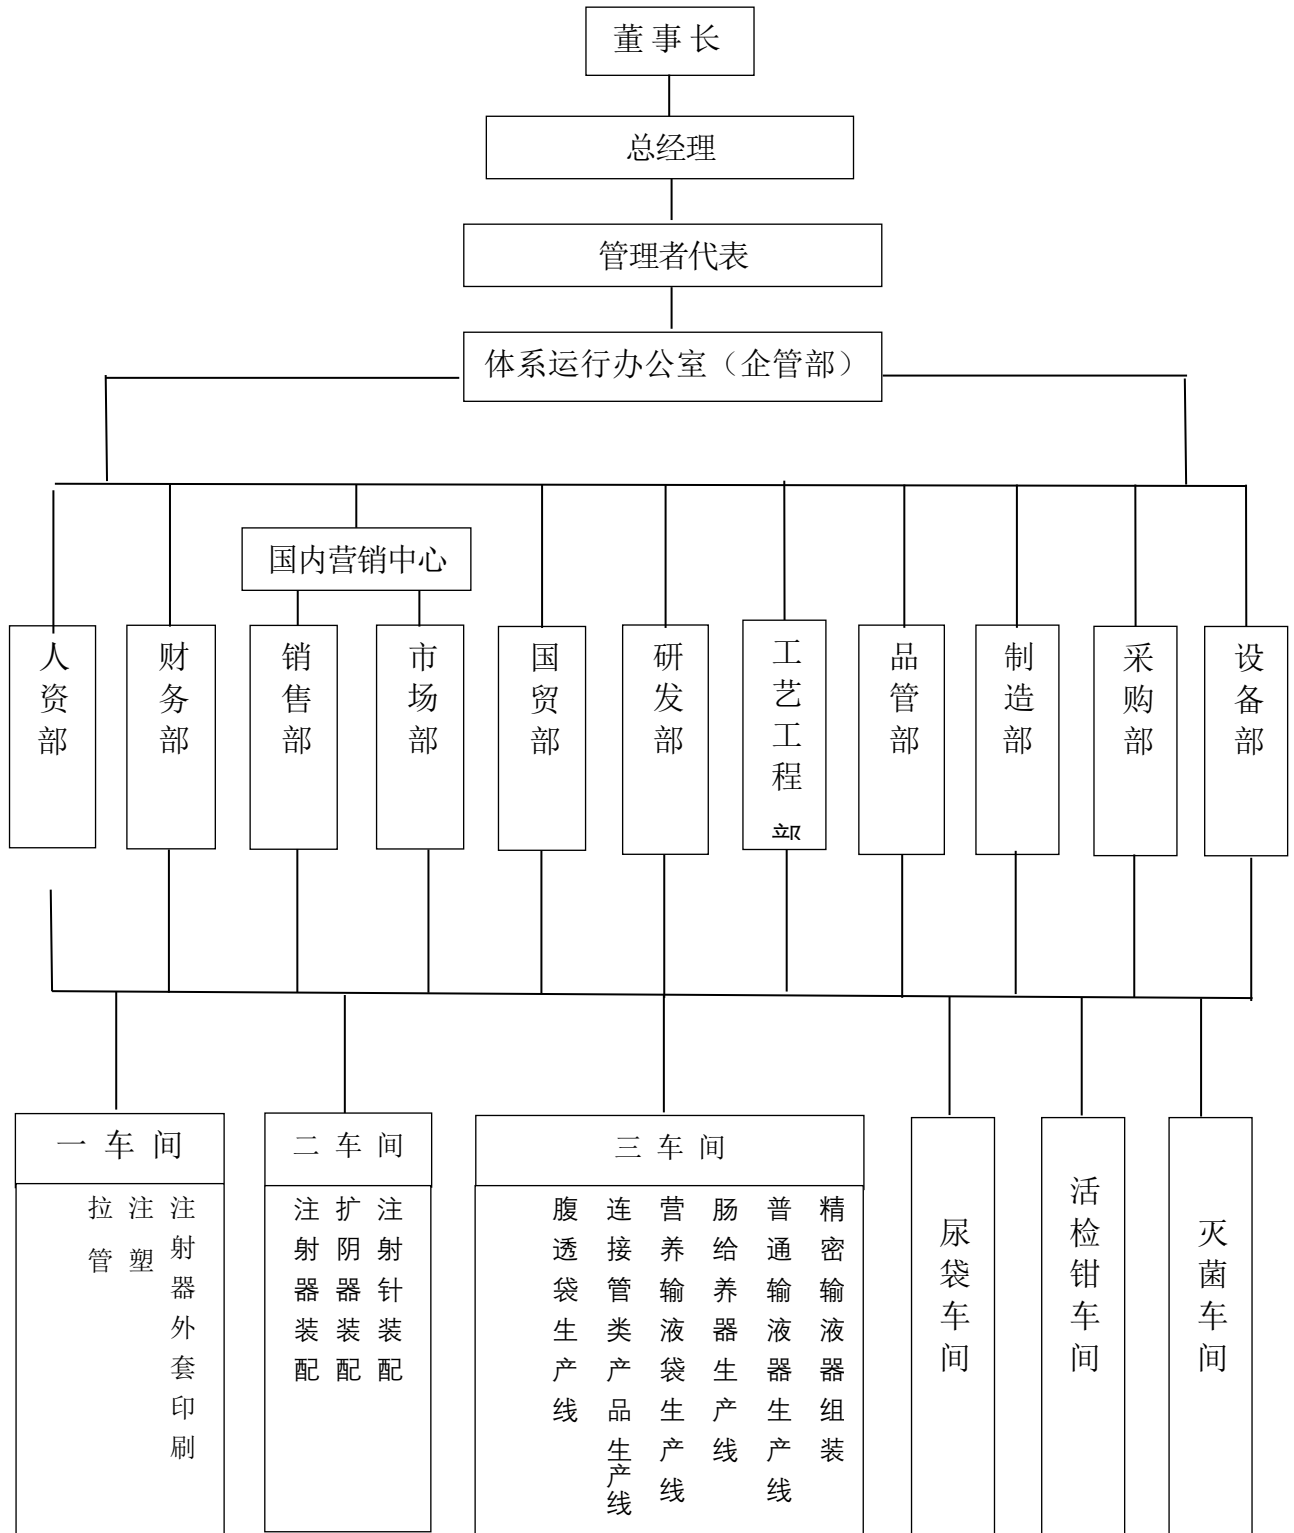 董事长
总经理
管理者代表
体系运行办公室（企管部）
国内营销中心
人资部
财务部
销售部
市场部
国贸部
研发部
工艺工程部
品管部
制造部
采购部
设备部
一车间
拉管
注塑
注射器外套印刷
二车间
注射器装配
扩阴器装配
注射针装配
三车间
腹透袋生产线
连接管类产品生产线
营养输液袋生产线
肠给养器生产线
普通输液器生产线
精密输液器组装
尿袋车间
活检钳车间
灭菌车间